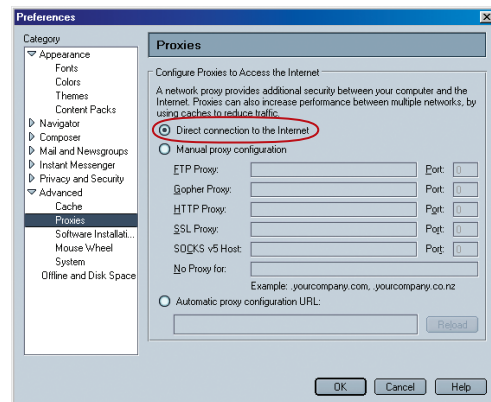 Preferences
Category
Appearance
Fonts
Colors
Themes
Content Packs
Navigator
Composer
Mail and Newsgroups
Instant Messenger
Privacy and Security
Advanced
Cache
Proxies
Software Installati...
Mouse Wheel
System
Offline and Disk Space
Proxies
Configure Proxies to Access the Internet
A network proxy provides additional security between your computer and the
Internet. Proxies can also increase performance between multiple networks, by
using caches to reduce traffic.
Direct connection to the Internet
Manual proxy configuration
FTP Proxy: Port: 0
Gopher Proxy: Port: 0
HTTP Proxy: Port: 0
SSL Proxy: Port: 0
SOCKS v5 Host: Port: 0
No Proxy for:
Example: .yourcompany.com, .yourcompany.co.nz
Automatic proxy configuration URL:
Reload
OK Cancel Help